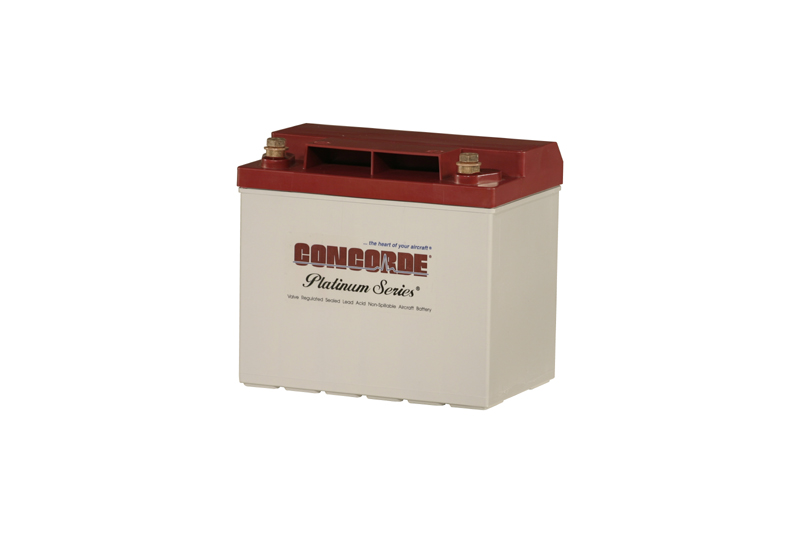 ... the heart of your aircraft®
CONCORDE®
Platinum Series®
Valve Regulated Sealed Lead Acid Non-Spillable Aircraft Battery